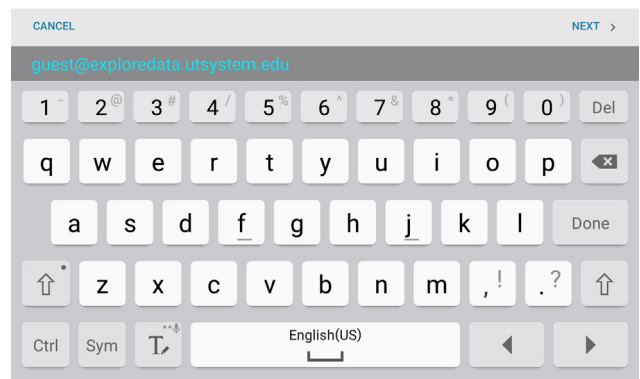 CANCEL NEXT >
guest@exploredata.utsystem.edu
1 - 2 @ 3 # 4 / 5 % 6 ^ 7 & 8 * 9 ( 0 ) Del
q w e r t y u i o p
a s d f g h j k l Done
z x c v b n m , ! . ?
Ctrl Sym T English(US)